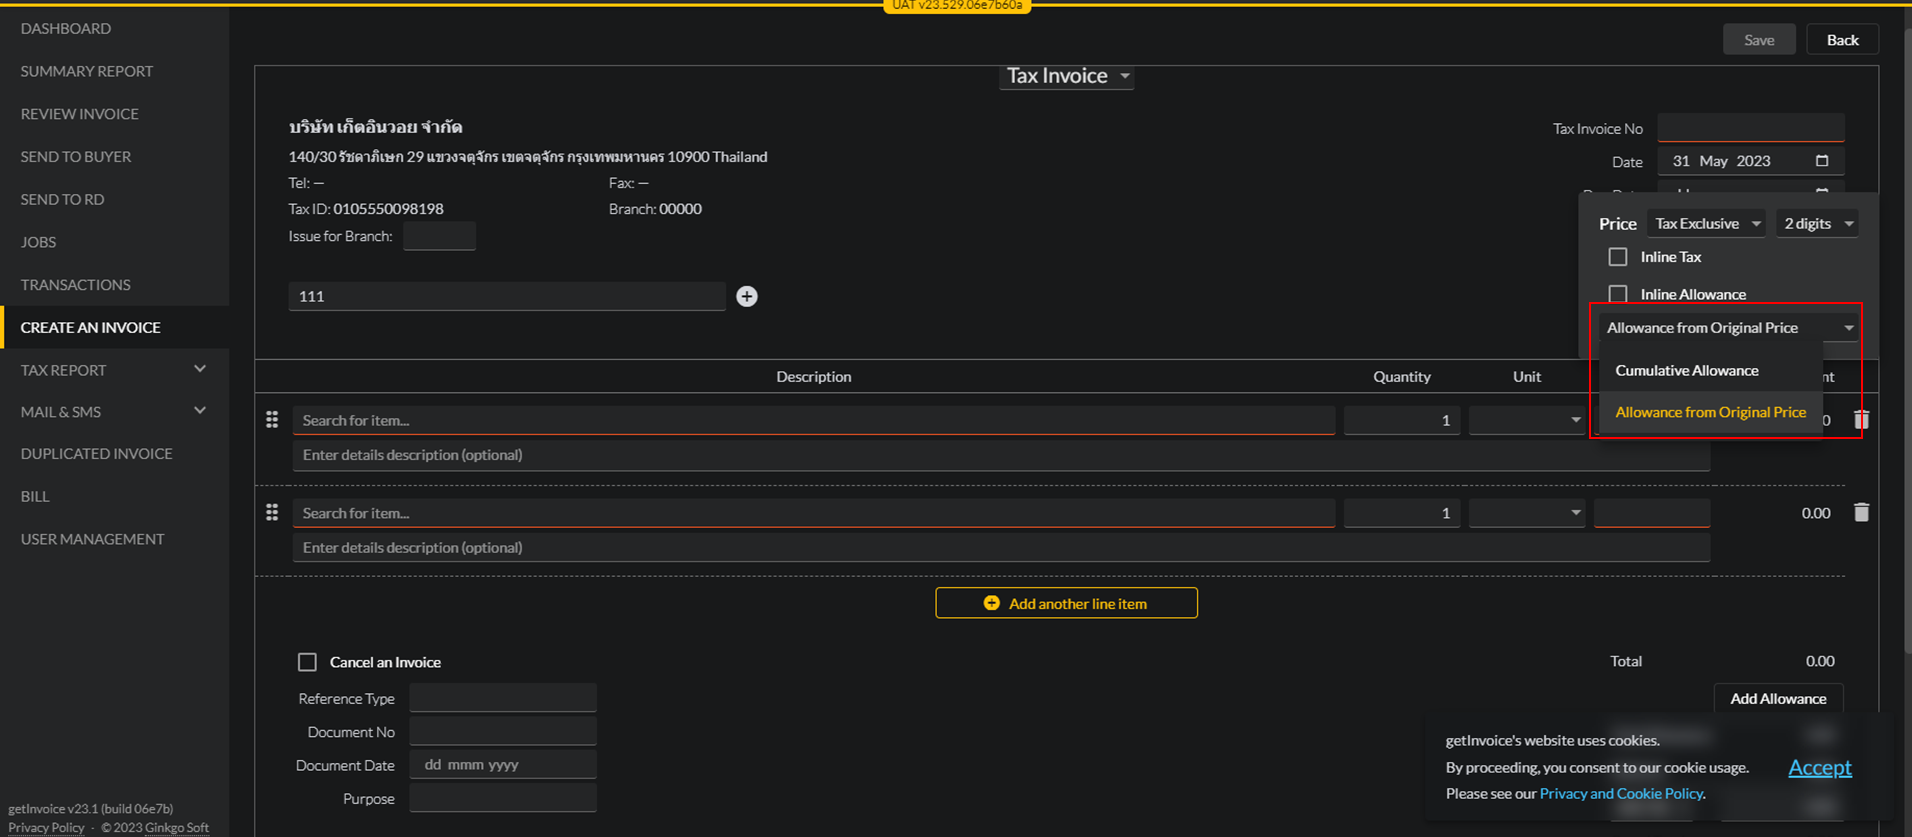 UAT v23.529.06e7b60a
DASHBOARD
SUMMARY REPORT
REVIEW INVOICE
SEND TO BUYER
SEND TO RD
JOBS
TRANSACTIONS
CREATE AN INVOICE
TAX REPORT
MAIL & SMS
DUPLICATED INVOICE
BILL
USER MANAGEMENT
getInvoice v23.1 (build 06e7b)
Privacy Policy · © 2023 Ginkgo Soft
Save Back
Tax Invoice
บริษัท เก็ตอินวอย จำกัด
140/30 รัชดาภิเษก 29 แขวงจตุจักร เขตจตุจักร กรุงเทพมหานคร 10900 Thailand
Tel: — Fax: —
Tax ID: 0105550098198 Branch: 00000
Issue for Branch:
111
Tax Invoice No
Date 31 May 2023
Price Tax Exclusive 2 digits
Inline Tax
Inline Allowance
Allowance from Original Price
Cumulative Allowance
Allowance from Original Price
Description Quantity Unit
Search for item... 1
Enter details description (optional)
Search for item... 1 0.00
Enter details description (optional)
Add another line item
Cancel an Invoice
Reference Type
Document No
Document Date dd mmm yyyy
Purpose
Total 0.00
Add Allowance
getInvoice's website uses cookies.
By proceeding, you consent to our cookie usage.
Please see our Privacy and Cookie Policy.
Accept